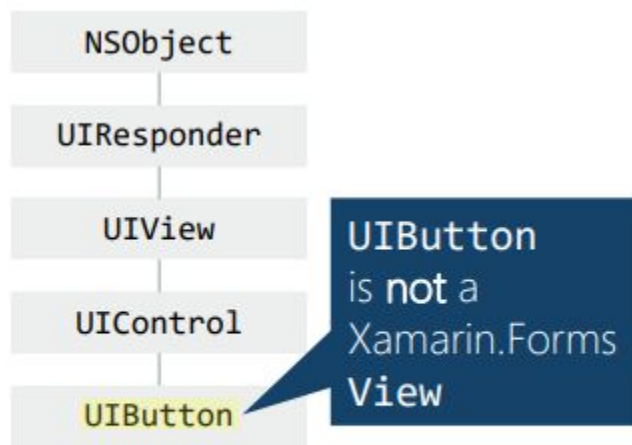 NSObject
UIResponder
UIView
UIControl
UIButton
UIButton
is not a
Xamarin.Forms
View